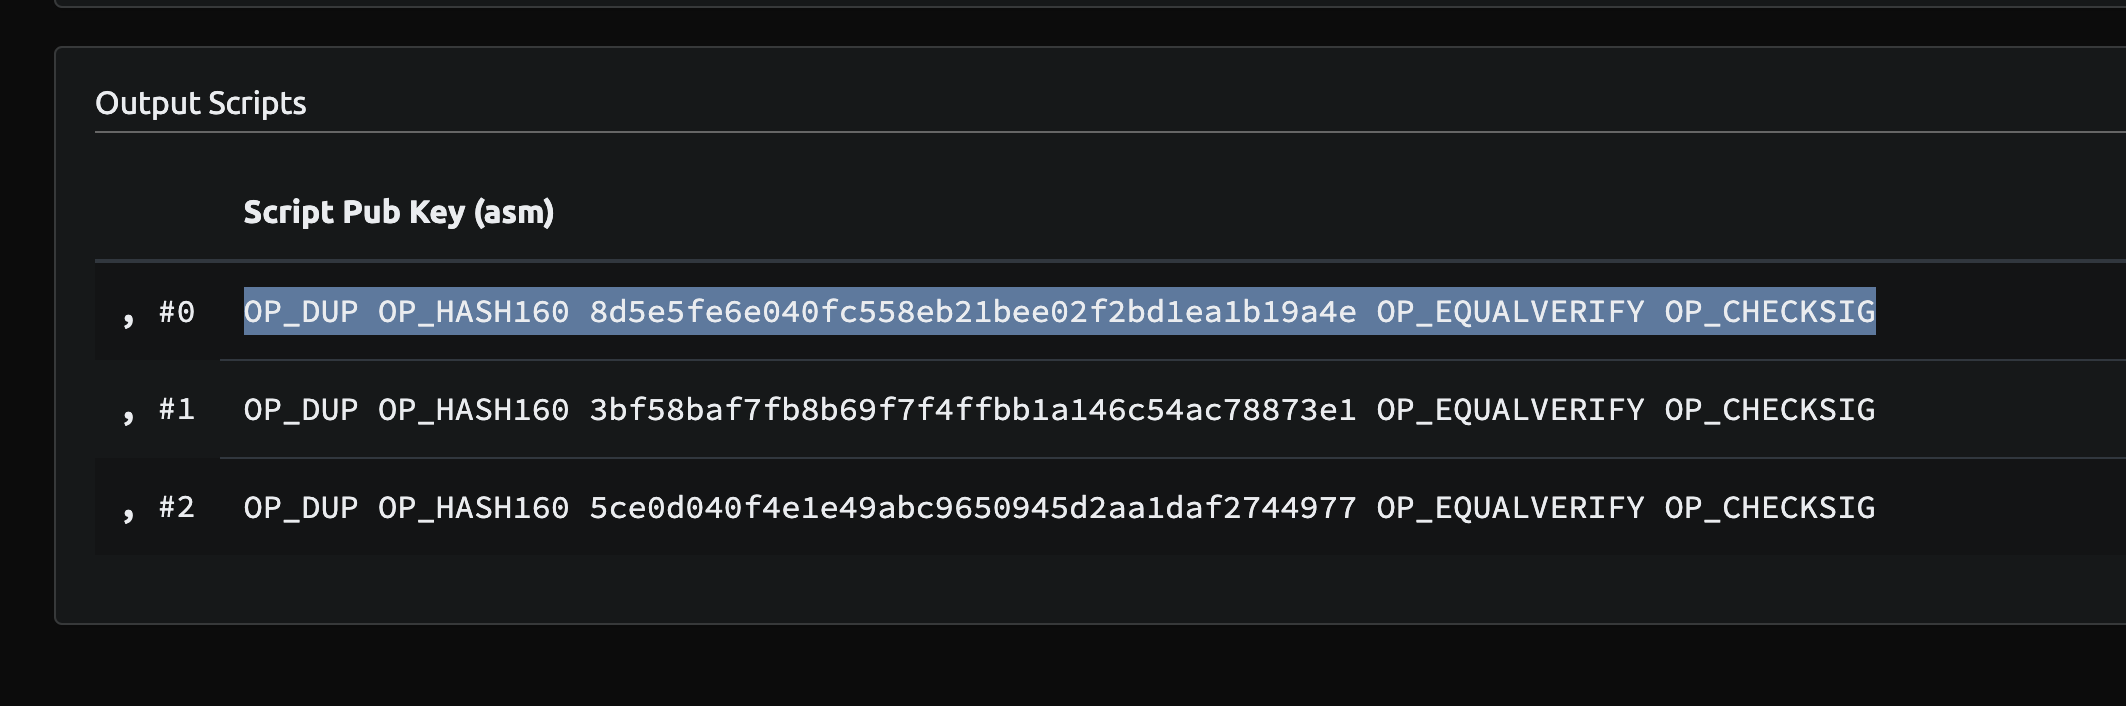 Output Scripts
Script Pub Key (asm)
, #0 OP_DUP OP_HASH160 8d5e5fe6e040fc558eb21bee02f2bd1ea1b19a4e OP_EQUALVERIFY OP_CHECKSIG
, #1 OP_DUP OP_HASH160 3bf58baf7fb8b69f7f4ffbb1a146c54ac78873e1 OP_EQUALVERIFY OP_CHECKSIG
, #2 OP_DUP OP_HASH160 5ce0d040f4e1e49abc9650945d2aa1daf2744977 OP_EQUALVERIFY OP_CHECKSIG